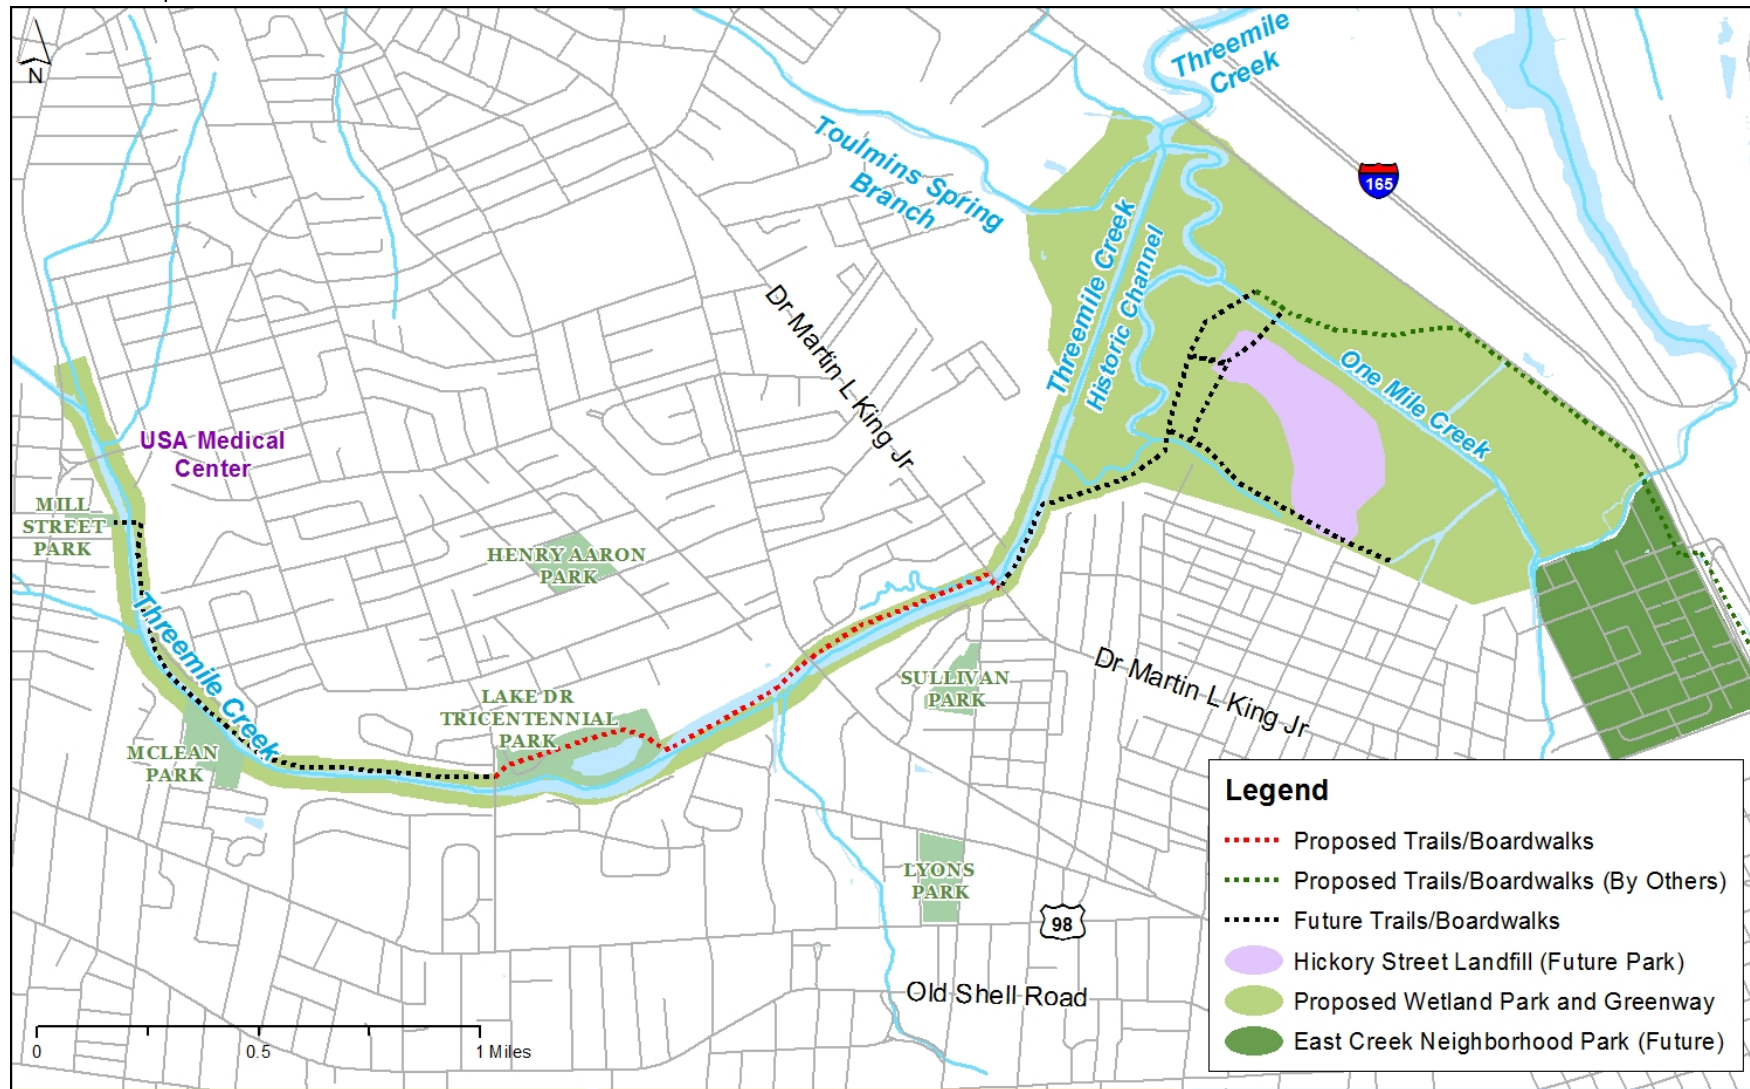 N
Threemile
Creek
Toulmins Spring
Branch
165
Threemile Creek
Historic Channel
Dr Martin L King Jr
One Mile Creek
USA Medical
Center
MILL
STREET
PARK
HENRY AARON
PARK
Threemile Creek
LAKE DR
TRICENTENNIAL
PARK
MCLEAN
PARK
SULLIVAN
PARK
Dr Martin L King Jr
LYONS
PARK
98
Old Shell Road
0
0.5
1 Miles
Legend
Proposed Trails/Boardwalks
Proposed Trails/Boardwalks (By Others)
Future Trails/Boardwalks
Hickory Street Landfill (Future Park)
Proposed Wetland Park and Greenway
East Creek Neighborhood Park (Future)